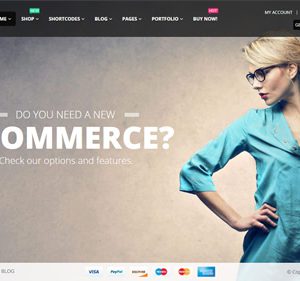 NEW HOT!
ME SHOP SHORTCODES BLOG PAGES PORTFOLIO BUY NOW! MY ACCOUNT
DO YOU NEED A NEW
OMMERCE?
Check our options and features.
BLOG VISA PayPal DISCOVER © Cop